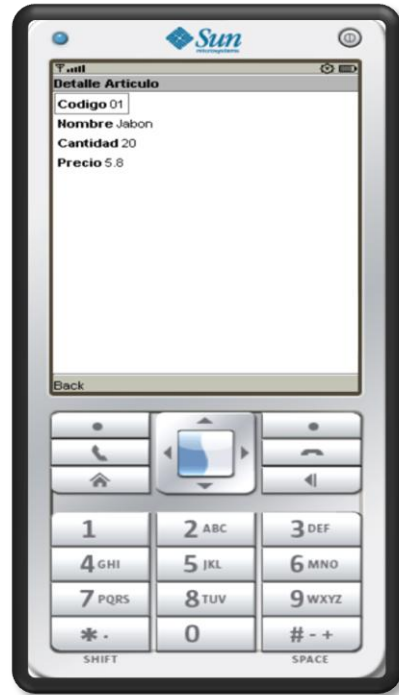 Sun
microsystems
Detalle Articulo
Codigo 01
Nombre Jabon
Cantidad 20
Precio 5.8
Back
1 2 ABC 3 DEF
4 GHI 5 JKL 6 MNO
7 PQRS 8 TUV 9 WXYZ
* . 0 # - +
SHIFT SPACE